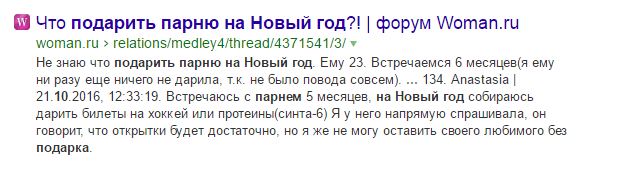 W Что подарить парню на Новый год?! | форум Woman.ru
woman.ru › relations/medley4/thread/4371541/3/
Не знаю что подарить парню на Новый год. Ему 23. Встречаемся 6 месяцев(я ему
ни разу еще ничего не дарила, т.к. не было повода совсем). ... 134. Anastasia |
21.10.2016, 12:33:19. Встречаюсь с парнем 5 месяцев, на Новый год собираюсь
дарить билеты на хоккей или протеины(синта-6) Я у него напрямую спрашивала, он
говорит, что открытки будет достаточно, но я же не могу оставить своего любимого без
подарка.